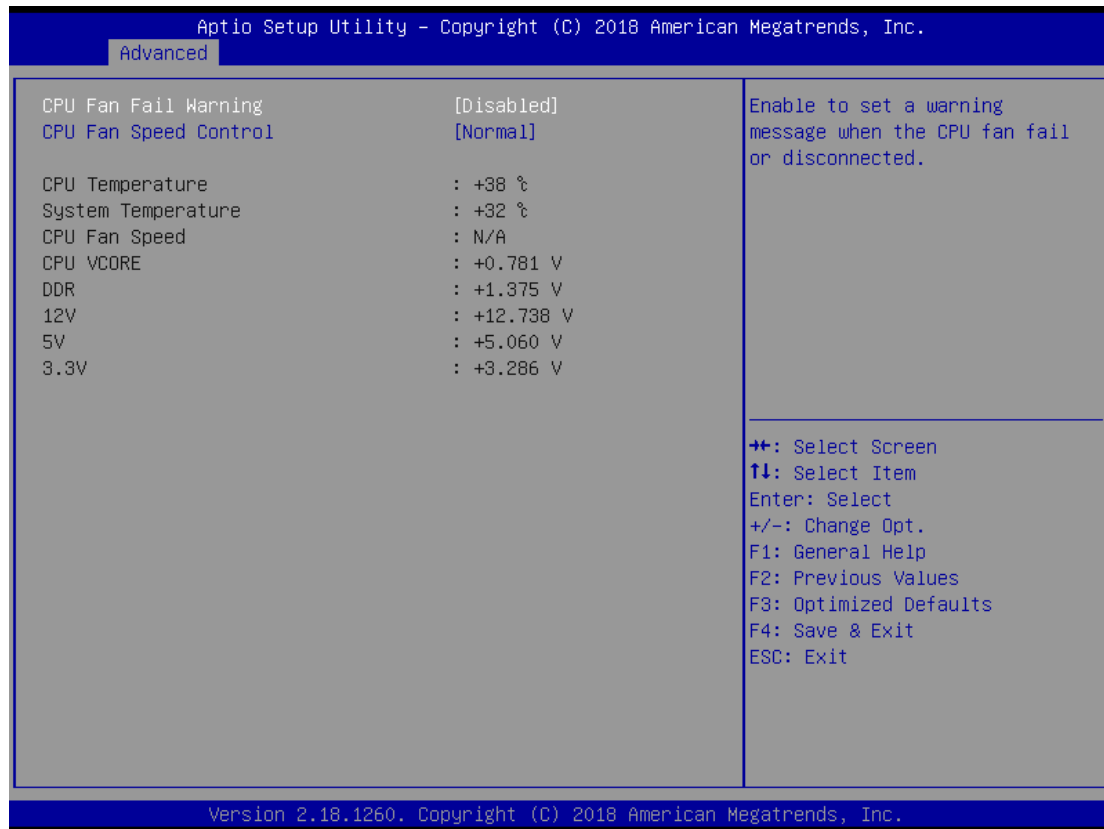 Aptio Setup Utility – Copyright (C) 2018 American Megatrends, Inc.
Advanced
CPU Fan Fail Warning [Disabled]
CPU Fan Speed Control [Normal]
CPU Temperature : +38 ℃
System Temperature : +32 ℃
CPU Fan Speed : N/A
CPU VCORE : +0.781 V
DDR : +1.375 V
12V : +12.738 V
5V : +5.060 V
3.3V : +3.286 V
Enable to set a warning
message when the CPU fan fail
or disconnected.
→←: Select Screen
↑↓: Select Item
Enter: Select
+/-: Change Opt.
F1: General Help
F2: Previous Values
F3: Optimized Defaults
F4: Save & Exit
ESC: Exit
Version 2.18.1260. Copyright (C) 2018 American Megatrends, Inc.